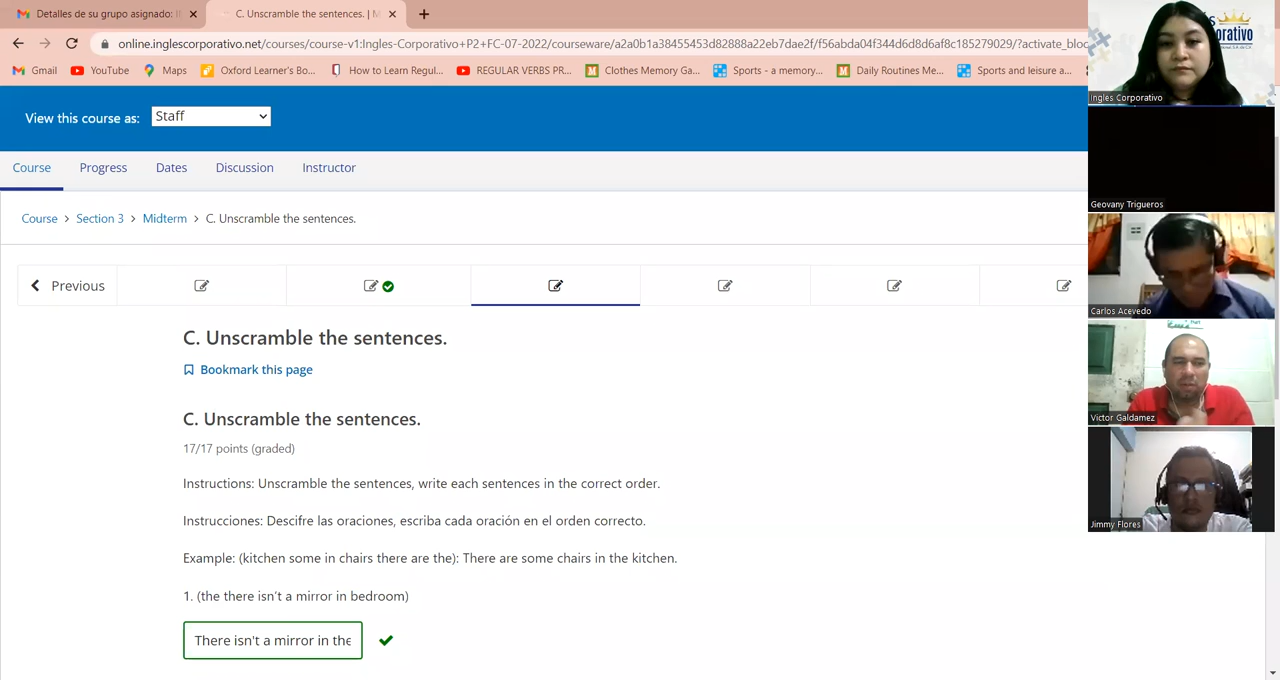 Detalles de su grupo asignado: I
C. Unscramble the sentences. | M
online.inglescorporativo.net/courses/course-v1:Ingles-Corporativo+P2+FC-07-2022/courseware/a2a0b1a38455453d82888a22eb7dae2f/f56abda04f344d6d8d6af8c185279029/?activate_bloc
Gmail
YouTube
Maps
Oxford Learner's Bo...
How to Learn Regul...
REGULAR VERBS PR...
Clothes Memory Ga...
Sports - a memory...
Daily Routines Me...
Sports and leisure a...
View this course as:
Staff
Course
Progress
Dates
Discussion
Instructor
Course > Section 3 > Midterm > C. Unscramble the sentences.
Previous
C. Unscramble the sentences.
Bookmark this page
C. Unscramble the sentences.
17/17 points (graded)
Instructions: Unscramble the sentences, write each sentences in the correct order.
Instrucciones: Descifre las oraciones, escriba cada oración en el orden correcto.
Example: (kitchen some in chairs there are the): There are some chairs in the kitchen.
1. (the there isn't a mirror in bedroom)
There isn't a mirror in the
Ingles Corporativo
Geovany Trigueros
Carlos Acevedo
Victor Galdamez
Jimmy Flores